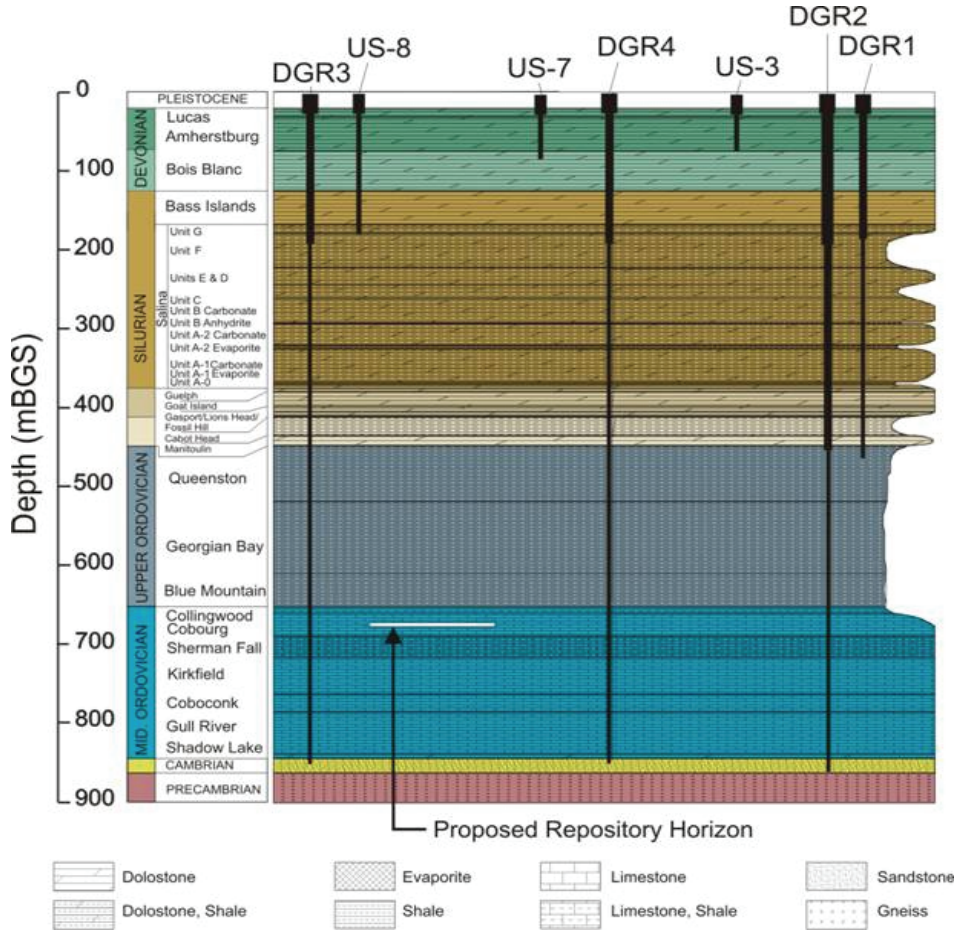 DGR2
US-8
DGR4
DGR1
DGR3
US-7
US-3
0
100
200
300
400
500
600
700
800
900
Depth (mBGS)
PLEISTOCENE
DEVONIAN
Lucas
Amherstburg
Bois Blanc
SILURIAN
Bass Islands
Salina
Unit G
Unit F
Units E & D
Unit C
Unit B Carbonate
Unit B Anhydrite
Unit A-2 Carbonate
Unit A-2 Evaporite
Unit A-1 Carbonate
Unit A-1 Evaporite
Unit A-0
Guelph
Goat Island
Gasport/Lions Head/
Fossil Hill
Cabot Head
Manitoulin
UPPER ORDOVICIAN
Queenston
Georgian Bay
Blue Mountain
MID. ORDOVICIAN
Collingwood
Cobourg
Sherman Fall
Kirkfield
Coboconk
Gull River
Shadow Lake
CAMBRIAN
PRECAMBRIAN
Proposed Repository Horizon
Dolostone
Evaporite
Limestone
Sandstone
Dolostone, Shale
Shale
Limestone, Shale
Gneiss